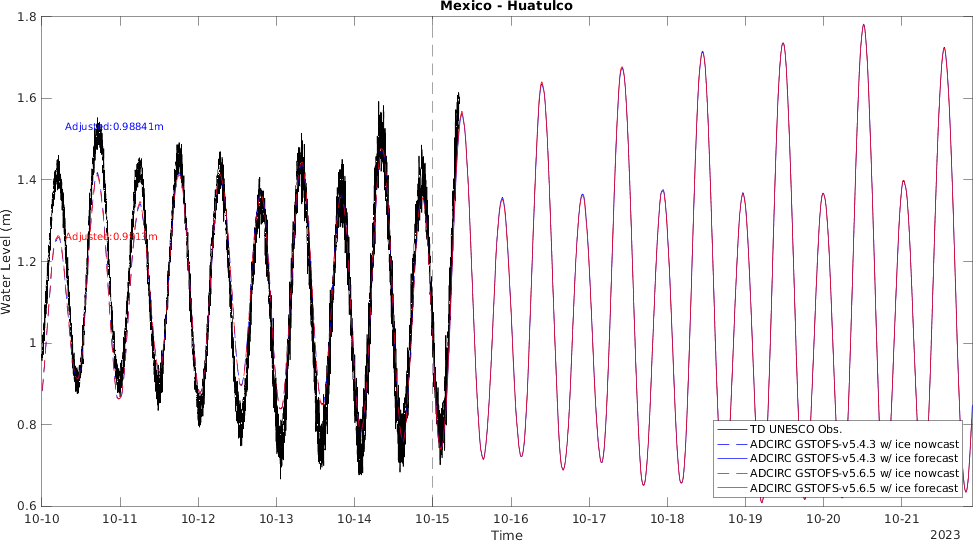 Mexico - Huatulco
1.8
1.6
1.4
1.2
1
0.8
0.6
Water Level (m)
Adjusted:0.98841m
Adjusted:0.9913m
TD UNESCO Obs.
ADCIRC GSTOFS-v5.4.3 w/ ice nowcast
ADCIRC GSTOFS-v5.4.3 w/ ice forecast
ADCIRC GSTOFS-v5.6.5 w/ ice nowcast
ADCIRC GSTOFS-v5.6.5 w/ ice forecast
10-10 10-11 10-12 10-13 10-14 10-15 10-16 10-17 10-18 10-19 10-20 10-21
Time
2023